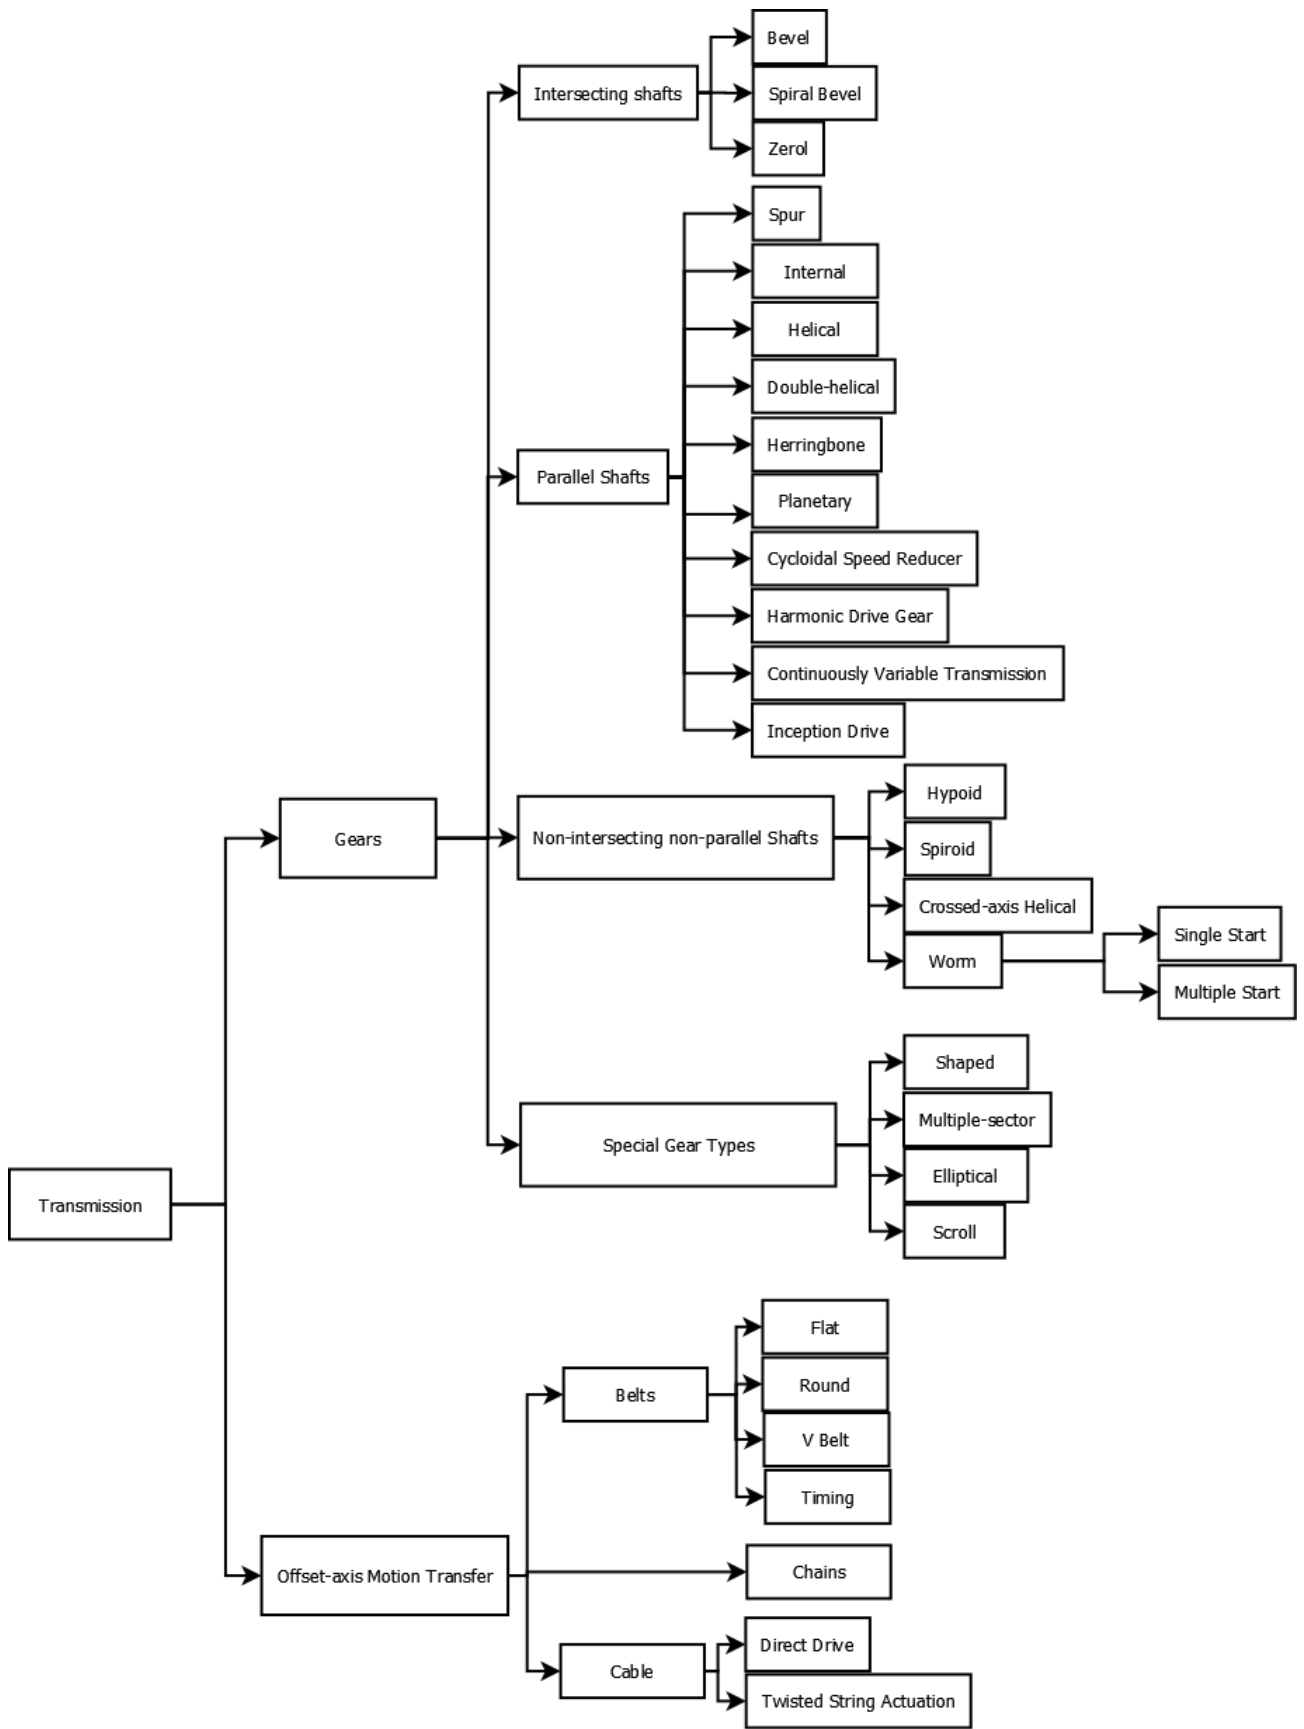 Bevel
Intersecting shafts
Spiral Bevel
Zerol
Spur
Internal
Helical
Double-helical
Herringbone
Parallel Shafts
Planetary
Cycloidal Speed Reducer
Harmonic Drive Gear
Continuously Variable Transmission
Inception Drive
Hypoid
Gears
Non-intersecting non-parallel Shafts
Spiroid
Crossed-axis Helical
Single Start
Worm
Multiple Start
Shaped
Multiple-sector
Special Gear Types
Elliptical
Transmission
Scroll
Flat
Round
Belts
V Belt
Timing
Chains
Offset-axis Motion Transfer
Direct Drive
Cable
Twisted String Actuation